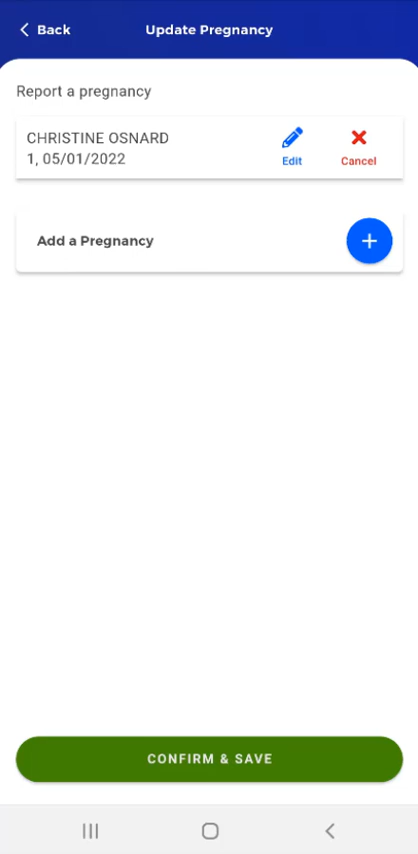 Back
Update Pregnancy
Report a pregnancy
CHRISTINE OSNARD
1, 05/01/2022
Edit
Cancel
Add a Pregnancy
CONFIRM & SAVE